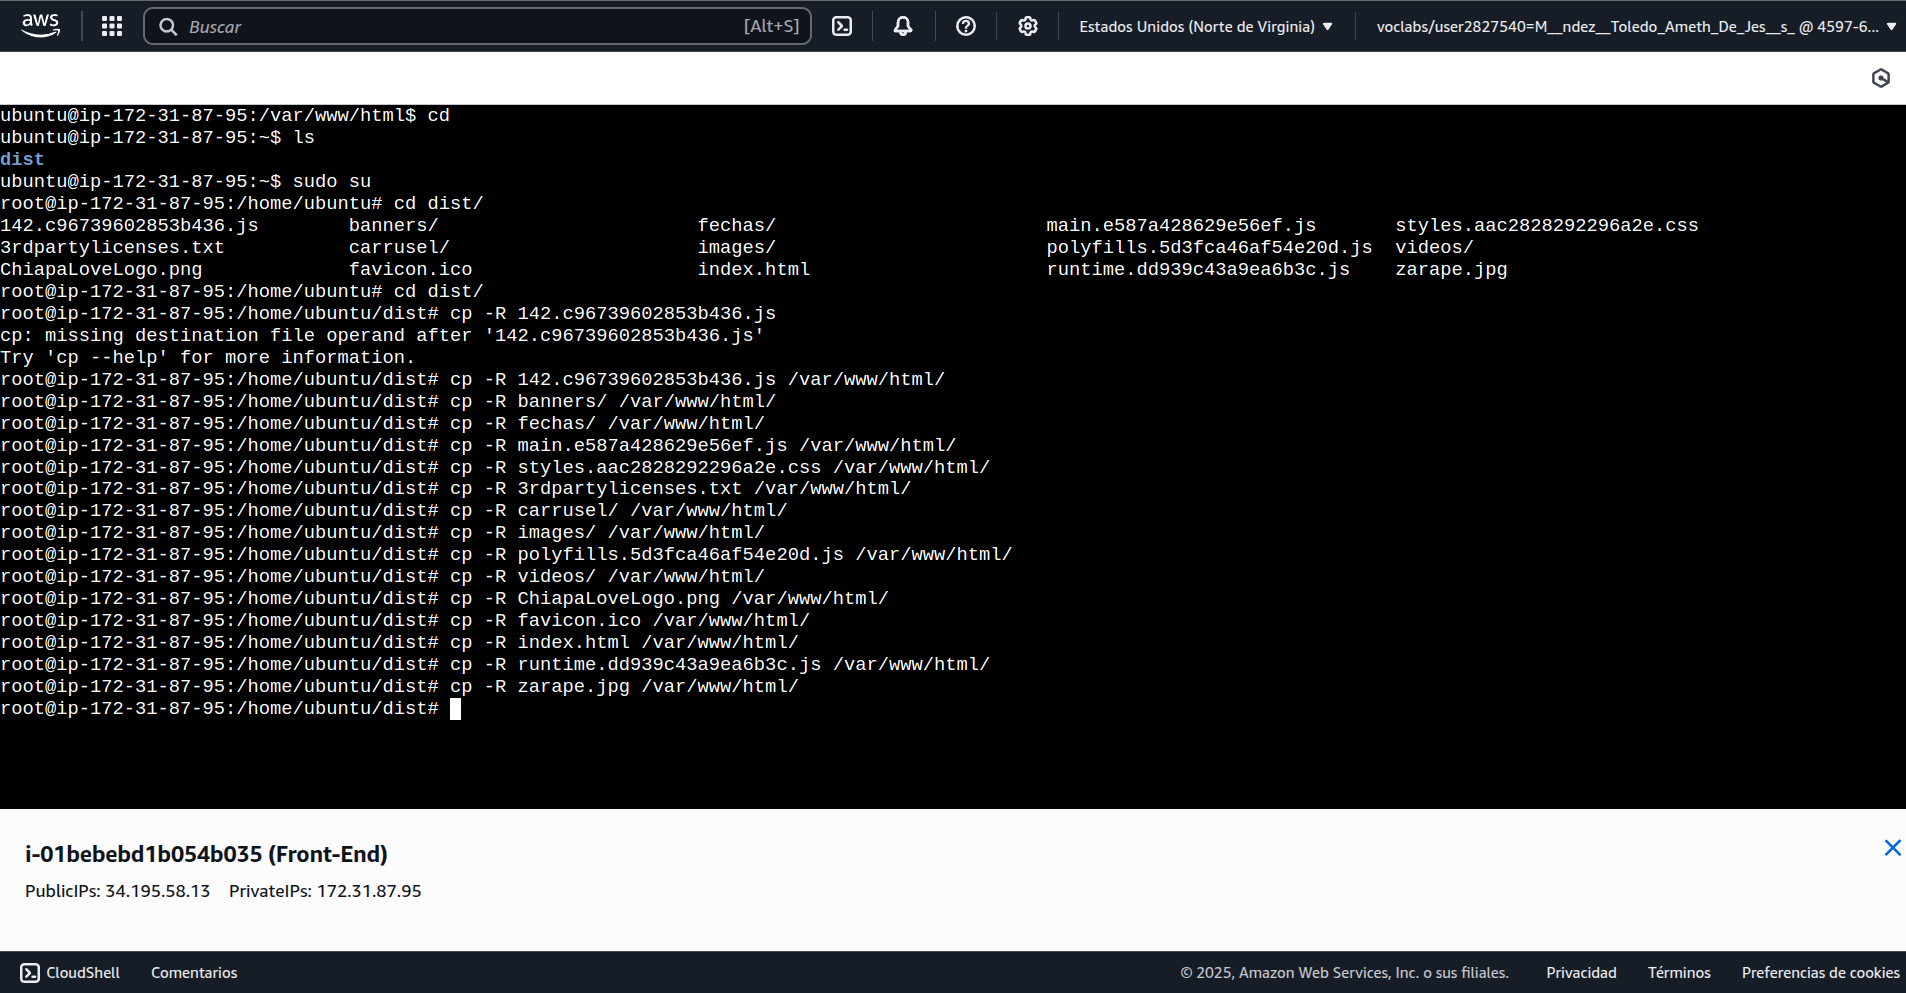 aws
Buscar [Alt+S] Estados Unidos (Norte de Virginia) voclabs/user2827540=M__ndez__Toledo_Ameth_De_Jes__s_ @ 4597-6...
ubuntu@ip-172-31-87-95:/var/www/html$ cd
ubuntu@ip-172-31-87-95:~$ ls
dist
ubuntu@ip-172-31-87-95:~$ sudo su
root@ip-172-31-87-95:/home/ubuntu# cd dist/
142.c96739602853b436.js banners/ fechas/ main.e587a428629e56ef.js styles.aac2828292296a2e.css
3rdpartylicenses.txt carrusel/ images/ polyfills.5d3fca46af54e20d.js videos/
ChiapaLoveLogo.png favicon.ico index.html runtime.dd939c43a9ea6b3c.js zarape.jpg
root@ip-172-31-87-95:/home/ubuntu# cd dist/
root@ip-172-31-87-95:/home/ubuntu/dist# cp -R 142.c96739602853b436.js
cp: missing destination file operand after '142.c96739602853b436.js'
Try 'cp --help' for more information.
root@ip-172-31-87-95:/home/ubuntu/dist# cp -R 142.c96739602853b436.js /var/www/html/
root@ip-172-31-87-95:/home/ubuntu/dist# cp -R banners/ /var/www/html/
root@ip-172-31-87-95:/home/ubuntu/dist# cp -R fechas/ /var/www/html/
root@ip-172-31-87-95:/home/ubuntu/dist# cp -R main.e587a428629e56ef.js /var/www/html/
root@ip-172-31-87-95:/home/ubuntu/dist# cp -R styles.aac2828292296a2e.css /var/www/html/
root@ip-172-31-87-95:/home/ubuntu/dist# cp -R 3rdpartylicenses.txt /var/www/html/
root@ip-172-31-87-95:/home/ubuntu/dist# cp -R carrusel/ /var/www/html/
root@ip-172-31-87-95:/home/ubuntu/dist# cp -R images/ /var/www/html/
root@ip-172-31-87-95:/home/ubuntu/dist# cp -R polyfills.5d3fca46af54e20d.js /var/www/html/
root@ip-172-31-87-95:/home/ubuntu/dist# cp -R videos/ /var/www/html/
root@ip-172-31-87-95:/home/ubuntu/dist# cp -R ChiapaLoveLogo.png /var/www/html/
root@ip-172-31-87-95:/home/ubuntu/dist# cp -R favicon.ico /var/www/html/
root@ip-172-31-87-95:/home/ubuntu/dist# cp -R index.html /var/www/html/
root@ip-172-31-87-95:/home/ubuntu/dist# cp -R runtime.dd939c43a9ea6b3c.js /var/www/html/
root@ip-172-31-87-95:/home/ubuntu/dist# cp -R zarape.jpg /var/www/html/
root@ip-172-31-87-95:/home/ubuntu/dist#
i-01bebebd1b054b035 (Front-End)
PublicIPs: 34.195.58.13 PrivateIPs: 172.31.87.95
CloudShell Comentarios © 2025, Amazon Web Services, Inc. o sus filiales. Privacidad Términos Preferencias de cookies